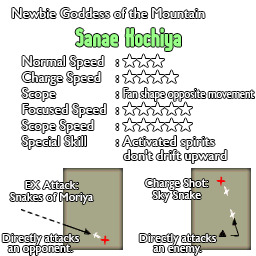 Newbie Goddess of the Mountain
Sanae Kochiya
Normal Speed : ☆☆☆
Charge Speed : ☆☆☆☆
Scope : Fan shape opposite movement
Focused Speed : ☆☆☆☆☆
Scope Speed : ☆☆☆☆☆
Special Skill : Activated spirits
don't drift upward
EX Attack:
Snakes of Moriya
Directly attacks
an opponent.
Charge Shot:
Sky Snake
Directly attacks
an enemy.